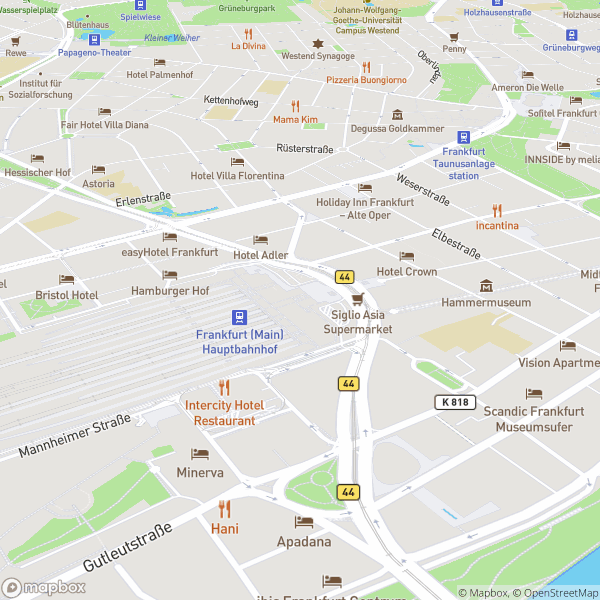 Wasserspielplatz
Spielwiese
Grüneburgpark
Johann-Wolfgang-
Goethe-Universität
Campus Westend
Holzhausenstraße
Blütenhaus
Rewe
Papageno-Theater
Kleiner Weiher
La Divina
Westend Synagoge
Penny
Grüneburgweg
Institut für
Sozialforschung
Hotel Palmenhof
Pizzeria Buongiorno
Ameron Die Welle
Kettenhofweg
Mama Kim
Fair Hotel Villa Diana
Degussa Goldkammer
Sofitel Frankfurt
Rüsterstraße
Frankfurt
Taunusanlage
station
Hessischer Hof
Astoria
Hotel Villa Florentina
INNSIDE by melia
Weserstraße
Erlenstraße
Holiday Inn Frankfurt
– Alte Oper
incantina
Elbestraße
easyHotel Frankfurt
Hotel Adler
Hotel Crown
44
Bristol Hotel
Hamburger Hof
Hammermuseum
Siglio Asia
Supermarket
Frankfurt (Main)
Hauptbahnhof
Vision Apartme
44
Intercity Hotel
Restaurant
K 818
Scandic Frankfurt
Museumsufer
Mannheimer Straße
Minerva
44
Hani
Apadana
Gutleutstraße
ibis Frankfurt Centrum
mapbox
© Mapbox, © OpenStreetMap